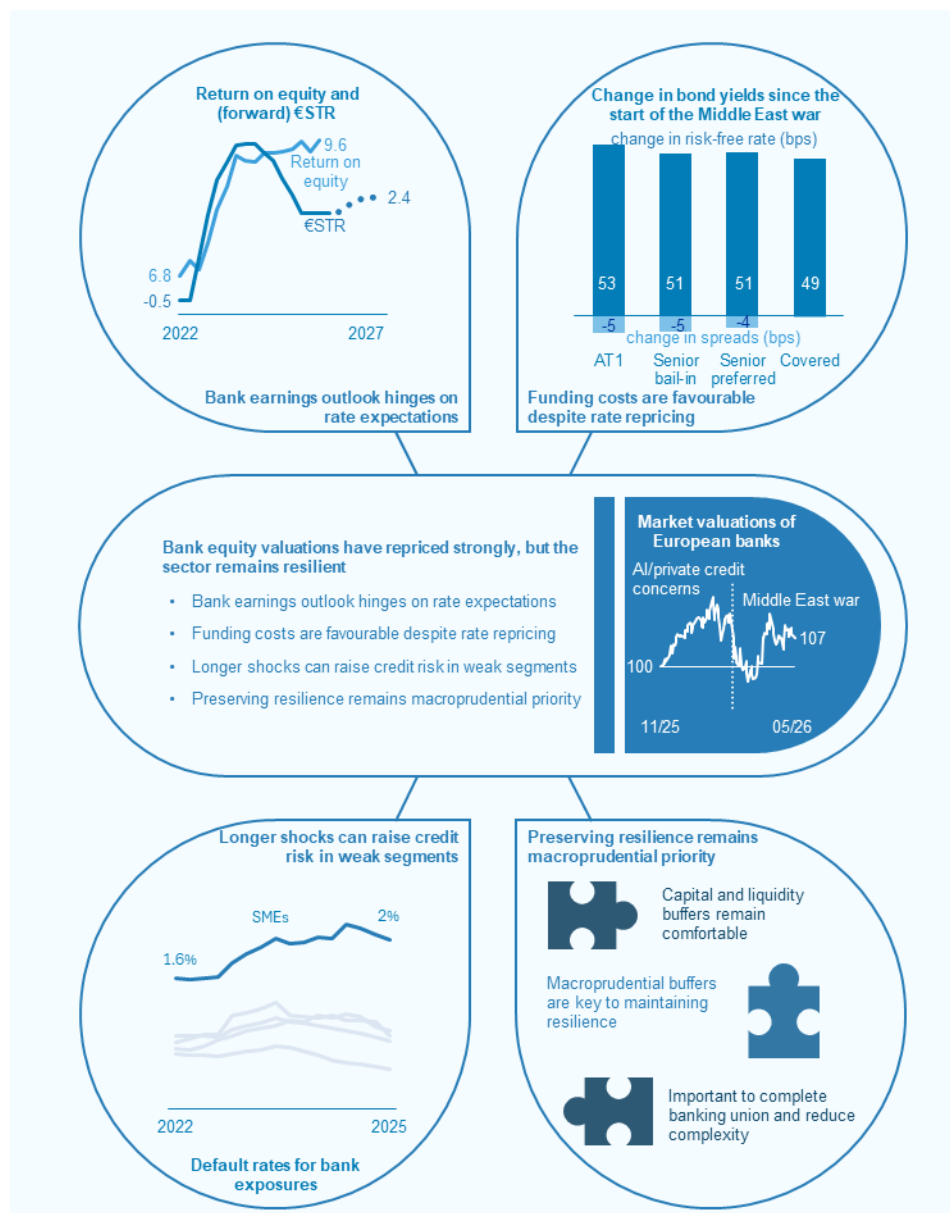 Return on equity and
(forward) €STR
9.6
Return on
equity
2.4
€STR
6.8
-0.5
2022
2027
Bank earnings outlook hinges on
rate expectations
Change in bond yields since the
start of the Middle East war
change in risk-free rate (bps)
53
51
51
49
-5
-5
-4
change in spreads (bps)
AT1
Senior
bail-in
Senior
preferred
Covered
Funding costs are favourable
despite rate repricing
Bank equity valuations have repriced strongly, but the
sector remains resilient
• Bank earnings outlook hinges on rate expectations
• Funding costs are favourable despite rate repricing
• Longer shocks can raise credit risk in weak segments
• Preserving resilience remains macroprudential priority
Market valuations of
European banks
AI/private credit
concerns
Middle East war
107
100
11/25
05/26
Longer shocks can raise credit
risk in weak segments
SMEs
2%
1.6%
2022
2025
Default rates for bank
exposures
Preserving resilience remains
macroprudential priority
Capital and liquidity
buffers remain
comfortable
Macroprudential buffers
are key to maintaining
resilience
Important to complete
banking union and reduce
complexity